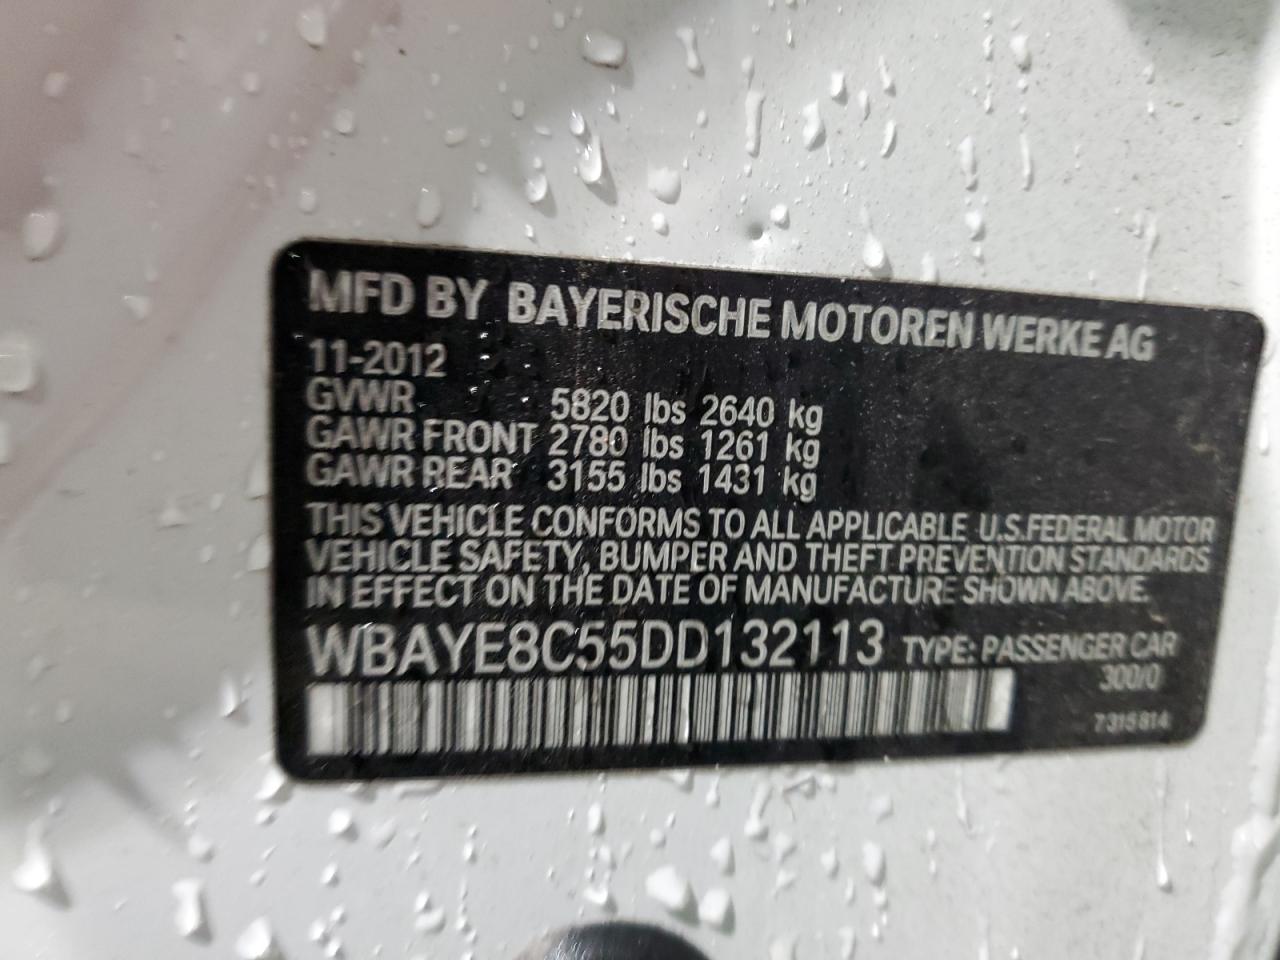 MFD BY BAYERISCHE MOTOREN WERKE AG
11-2012
GVWR 5820 lbs 2640 kg
GAWR FRONT 2780 lbs 1261 kg
GAWR REAR 3155 lbs 1431 kg
THIS VEHICLE CONFORMS TO ALL APPLICABLE U.S.FEDERAL MOTOR
VEHICLE SAFETY, BUMPER AND THEFT PREVENTION STANDARDS
IN EFFECT ON THE DATE OF MANUFACTURE SHOWN ABOVE.
WBAYE8C55DD132113 TYPE: PASSENGER CAR
300/0
7315814